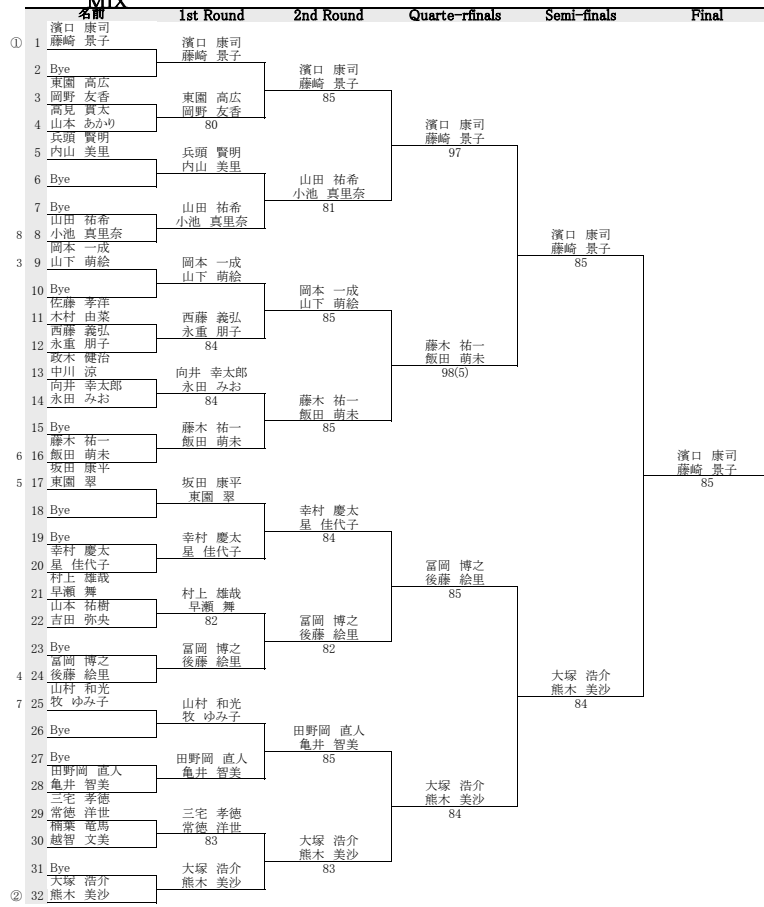 MIX
名前 1st Round 2nd Round Quarte-rfinals Semi-finals Final
濱口 康司
① 1 藤崎 景子
濱口 康司
藤崎 景子
2 Bye
濱口 康司
藤崎 景子
85
東園 高広
3 岡野 友香
東園 高広
岡野 友香
80
高見 貫太
4 山本 あかり
濱口 康司
藤崎 景子
97
兵頭 賢明
5 内山 美里
兵頭 賢明
内山 美里
6 Bye
山田 祐希
小池 真里奈
81
7 Bye
山田 祐希
小池 真里奈
山田 祐希
8 8 小池 真里奈
濱口 康司
藤崎 景子
85
岡本 一成
3 9 山下 萌絵
岡本 一成
山下 萌絵
10 Bye
岡本 一成
山下 萌絵
85
佐藤 孝洋
11 木村 由菜
西藤 義弘
永重 朋子
84
西藤 義弘
12 永重 朋子
藤木 祐一
飯田 萌未
98(5)
政木 健治
13 中川 涼
向井 幸太郎
永田 みお
84
向井 幸太郎
14 永田 みお
藤木 祐一
飯田 萌未
85
15 Bye
藤木 祐一
飯田 萌未
藤木 祐一
6 16 飯田 萌未
濱口 康司
藤崎 景子
85
坂田 康平
5 17 東園 翠
坂田 康平
東園 翠
18 Bye
幸村 慶太
星 佳代子
84
19 Bye
幸村 慶太
星 佳代子
幸村 慶太
20 星 佳代子
冨岡 博之
後藤 絵里
85
村上 雄哉
21 早瀬 舞
村上 雄哉
早瀬 舞
82
山本 祐樹
22 吉田 弥央
冨岡 博之
後藤 絵里
82
23 Bye
冨岡 博之
後藤 絵里
冨岡 博之
4 24 後藤 絵里
大塚 浩介
熊木 美沙
84
山村 和光
7 25 牧 ゆみ子
山村 和光
牧 ゆみ子
26 Bye
田野岡 直人
亀井 智美
85
27 Bye
田野岡 直人
亀井 智美
田野岡 直人
28 亀井 智美
大塚 浩介
熊木 美沙
84
三宅 孝徳
29 常徳 洋世
三宅 孝徳
常徳 洋世
83
楠葉 竜馬
30 越智 文美
大塚 浩介
熊木 美沙
83
31 Bye
大塚 浩介
熊木 美沙
大塚 浩介
② 32 熊木 美沙